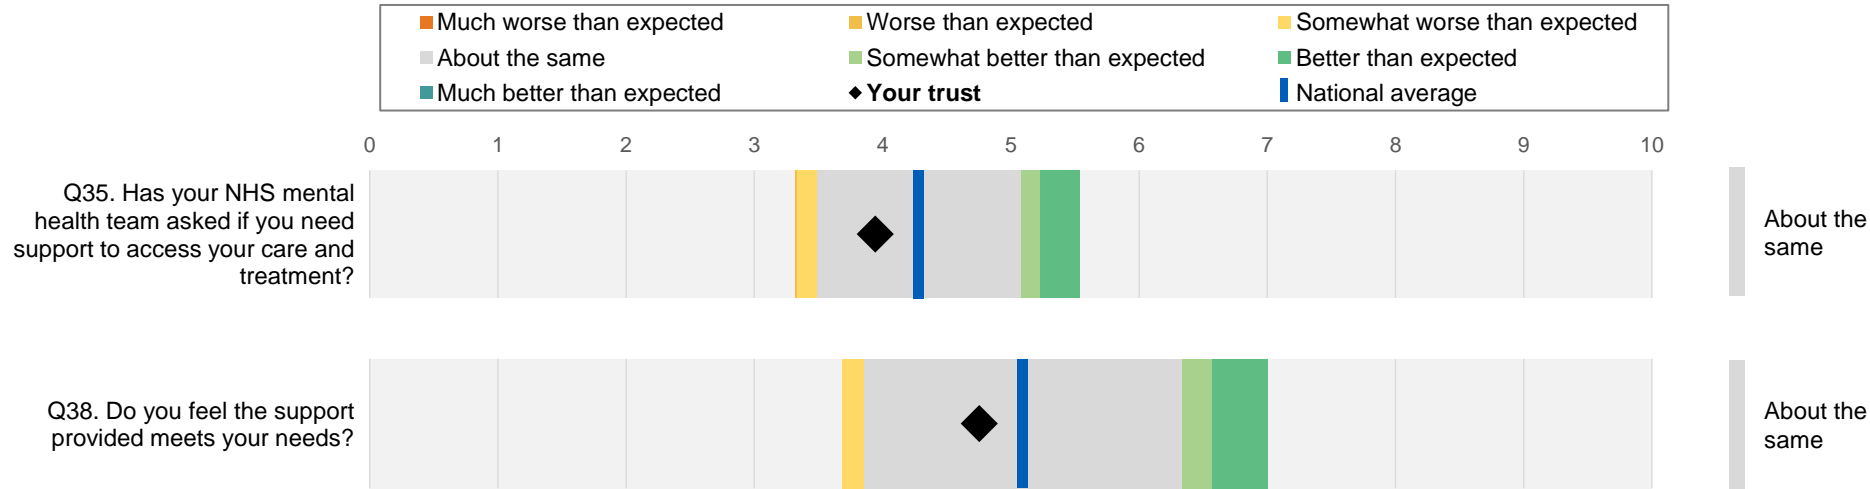 Much worse than expected
Worse than expected
Somewhat worse than expected
About the same
Somewhat better than expected
Better than expected
Much better than expected
Your trust
National average
0 1 2 3 4 5 6 7 8 9 10
Q35. Has your NHS mental
health team asked if you need
support to access your care and
treatment?
About the
same
Q38. Do you feel the support
provided meets your needs?
About the
same